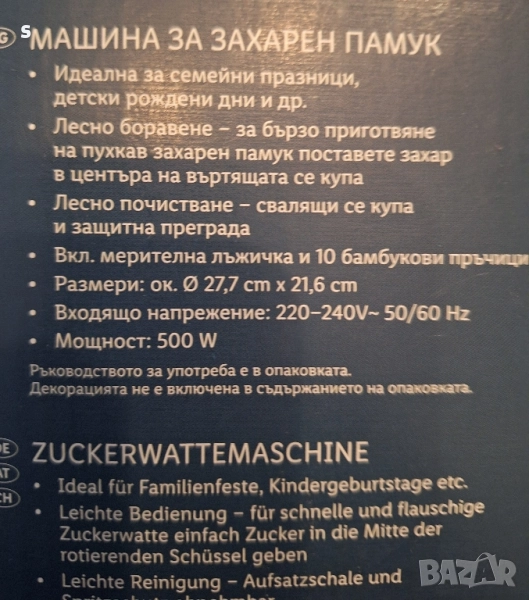 S
G
МАШИНА ЗА ЗАХАРЕН ПАМУК
• Идеална за семейни празници,
детски рождени дни и др.
• Лесно боравене – за бързо приготвяне
на пухкав захарен памук поставете захар
в центъра на въртящата се купа
• Лесно почистване – свалящи се купа
и защитна преграда
• Вкл. мерителна лъжичка и 10 бамбукови пръчици
• Размери: ок. Ø 27,7 cm x 21,6 cm
• Входящо напрежение: 220–240V~ 50/60 Hz
• Мощност: 500 W
Ръководството за употреба е в опаковката.
Декорацията не е включена в съдържанието на опаковката.
DE
AT
CH
ZUCKERWATTEMASCHINE
• Ideal für Familienfeste, Kindergeburtstage etc.
• Leichte Bedienung – für schnelle und flauschige
Zuckerwatte einfach Zucker in die Mitte der
rotierenden Schüssel geben
• Leichte Reinigung – Aufsatzschale und
BAZAR